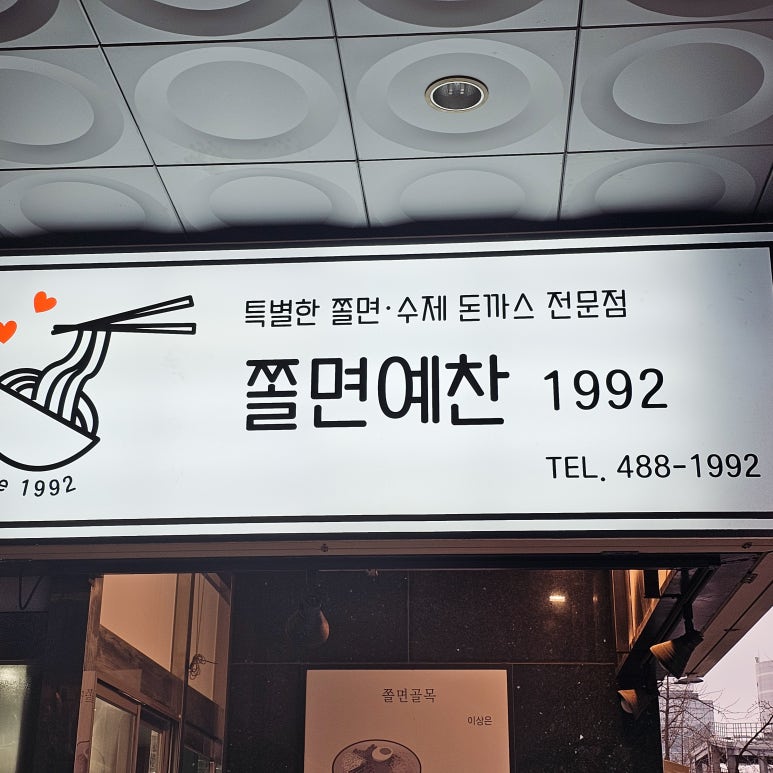 특별한 쫄면·수제 돈까스 전문점
쫄면예찬 1992
TEL. 488-1992
e 1992
쫄면골목
이상은